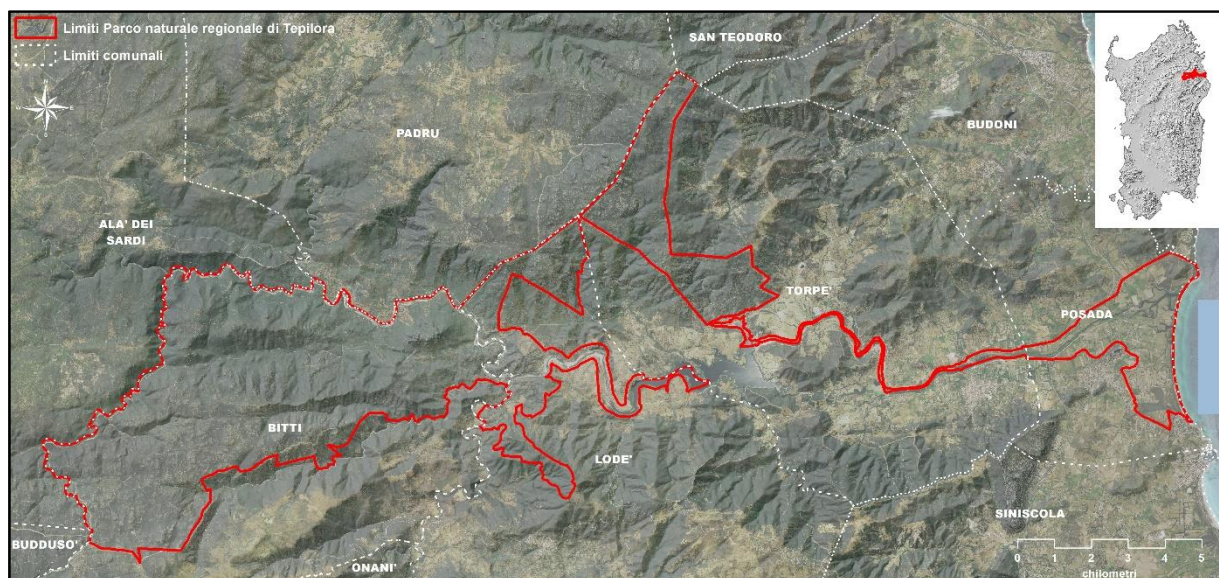 Limiti Parco naturale regionale di Tepilora
Limiti comunali
SAN TEODORO
PADRU
BUDONI
ALA' DEI
SARDI
TORPE'
POSADA
BITTI
LODE'
SINISCOLA
BUDDUSO'
ONANI'
0 1 2 3 4 5
chilometri